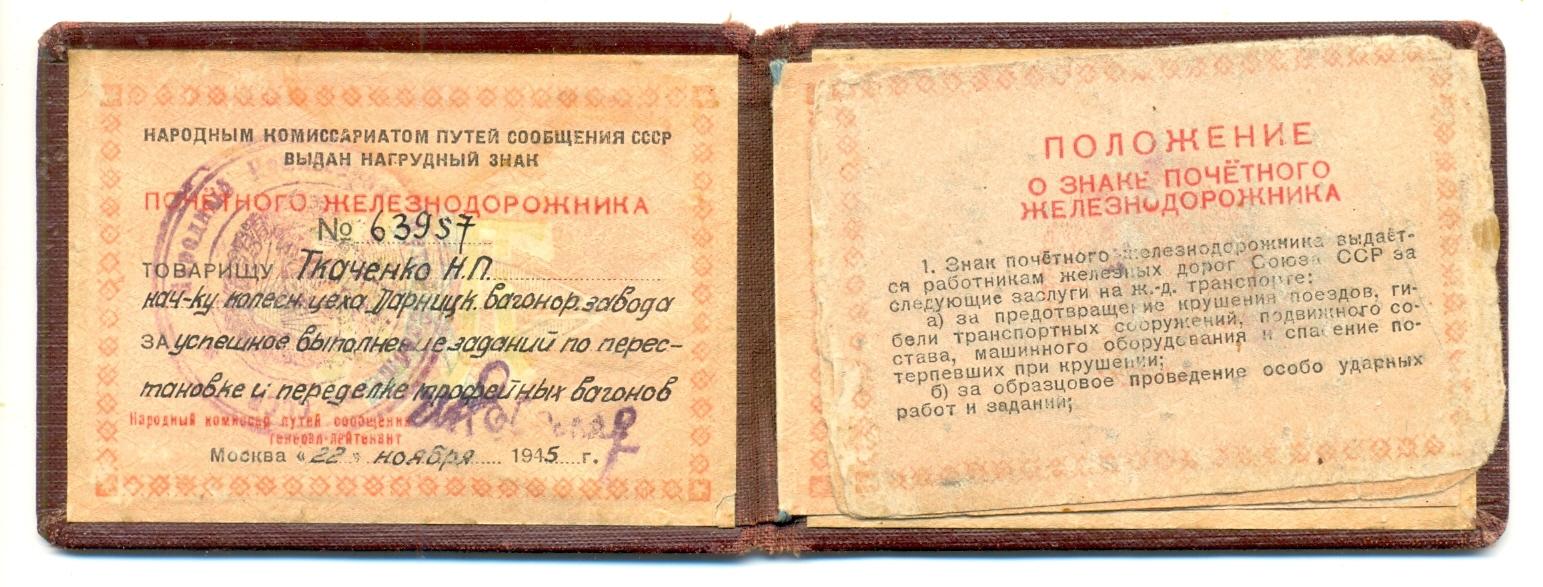 НАРОДНЫМ КОМИССАРИАТОМ ПУТЕЙ СООБЩЕНИЯ СССР
ВЫДАН НАГРУДНЫЙ ЗНАК
ПОЧЁТНОГО ЖЕЛЕЗНОДОРОЖНИКА
№ 63957
ТОВАРИЩУ Ткаченко Н.П.
нач-ку колесн. цеха Дарницк. вагонор. завода
ЗА успешное выполнение заданий по перес-
тановке и переделке трофейных вагонов
Народный комиссар путей сообщения
генерал-лейтенант
Москва «22» ноября 1945 г.
ПОЛОЖЕНИЕ
О ЗНАКЕ ПОЧЁТНОГО
ЖЕЛЕЗНОДОРОЖНИКА
1. Знак почётного железнодорожника выдаёт-
ся работникам железных дорог Союза ССР за
следующие заслуги на ж.-д. транспорте:
а) за предотвращение крушения поездов, ги-
бели транспортных сооружений, подвижного со-
става, машинного оборудования и спасение по-
терпевших при крушении;
б) за образцовое проведение особо ударных
работ и заданий;